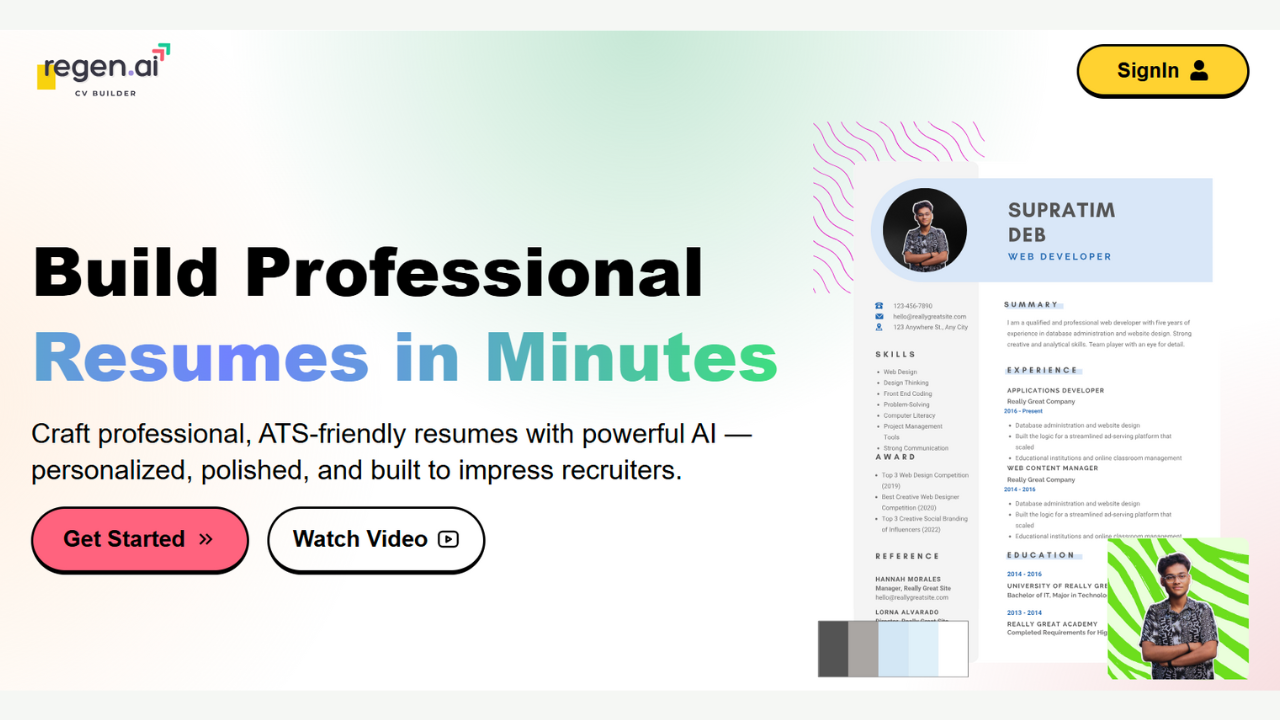 regen.ai
CV BUILDER
SignIn
Build Professional
Resumes in Minutes
Craft professional, ATS-friendly resumes with powerful AI —
personalized, polished, and built to impress recruiters.
Get Started
Watch Video
SUPRATIM
DEB
WEB DEVELOPER
123-456-7890
hello@reallygreatsite.com
123 Anywhere St., Any City
SKILLS
Web Design
Design Thinking
Front End Coding
Problem-Solving
Computer Literacy
Project Management
Tools
Strong Communication
AWARD
Top 3 Web Design Competition
(2019)
Best Creative Web Designer
Competition (2020)
Top 3 Creative Social Branding
of Influencers (2022)
REFERENCE
HANNAH MORALES
Manager, Really Great Site
hello@reallygreatsite.com
LORNA ALVARADO
SUMMARY
I am a qualified and professional web developer with five years of
experience in database administration and website design. Strong
creative and analytical skills. Team player with an eye for detail.
EXPERIENCE
APPLICATIONS DEVELOPER
Really Great Company
2016 - Present
Database administration and website design
Built the logic for a streamlined ad-serving platform that
scaled
Educational institutions and online classroom management
WEB CONTENT MANAGER
Really Great Company
2014 - 2016
Database administration and website design
Built the logic for a streamlined ad-serving platform that
scaled
Educational institutions and online classroom management
EDUCATION
2014 - 2016
UNIVERSITY OF REALLY
Bachelor of IT, Major in
2013 - 2014
REALLY GREAT ACADEMY
Completed Requirements for